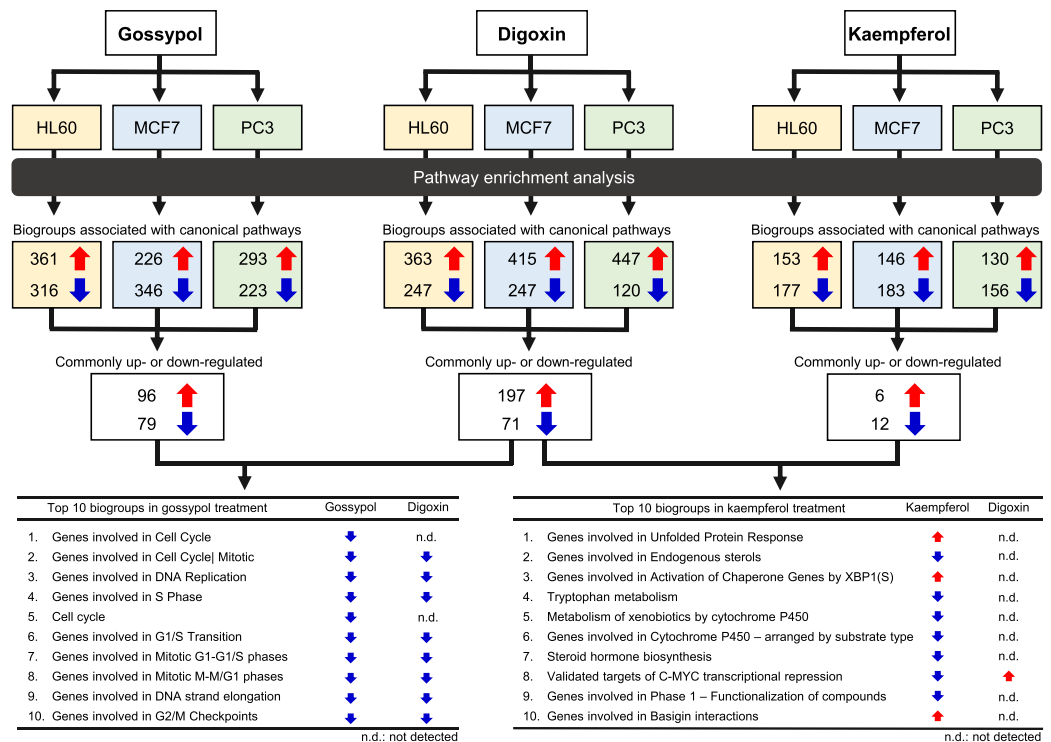 Gossypol Digoxin Kaempferol
HL60 MCF7 PC3 HL60 MCF7 PC3 HL60 MCF7 PC3
Pathway enrichment analysis
Biogroups associated with canonical pathways Biogroups associated with canonical pathways Biogroups associated with canonical pathways
361 226 293 363 415 447 153 146 130
316 346 223 247 247 120 177 183 156
Commonly up- or down-regulated Commonly up- or down-regulated Commonly up- or down-regulated
96 197 6
79 71 12
Top 10 biogroups in gossypol treatment Gossypol Digoxin
1. Genes involved in Cell Cycle n.d.
2. Genes involved in Cell Cycle| Mitotic
3. Genes involved in DNA Replication
4. Genes involved in S Phase
5. Cell cycle n.d.
6. Genes involved in G1/S Transition
7. Genes involved in Mitotic G1-G1/S phases
8. Genes involved in Mitotic M-M/G1 phases
9. Genes involved in DNA strand elongation
10. Genes involved in G2/M Checkpoints
n.d.: not detected
Top 10 biogroups in kaempferol treatment Kaempferol Digoxin
1. Genes involved in Unfolded Protein Response n.d.
2. Genes involved in Endogenous sterols n.d.
3. Genes involved in Activation of Chaperone Genes by XBP1(S) n.d.
4. Tryptophan metabolism n.d.
5. Metabolism of xenobiotics by cytochrome P450 n.d.
6. Genes involved in Cytochrome P450 – arranged by substrate type n.d.
7. Steroid hormone biosynthesis n.d.
8. Validated targets of C-MYC transcriptional repression
9. Genes involved in Phase 1 – Functionalization of compounds n.d.
10. Genes involved in Basigin interactions n.d.
n.d.: not detected